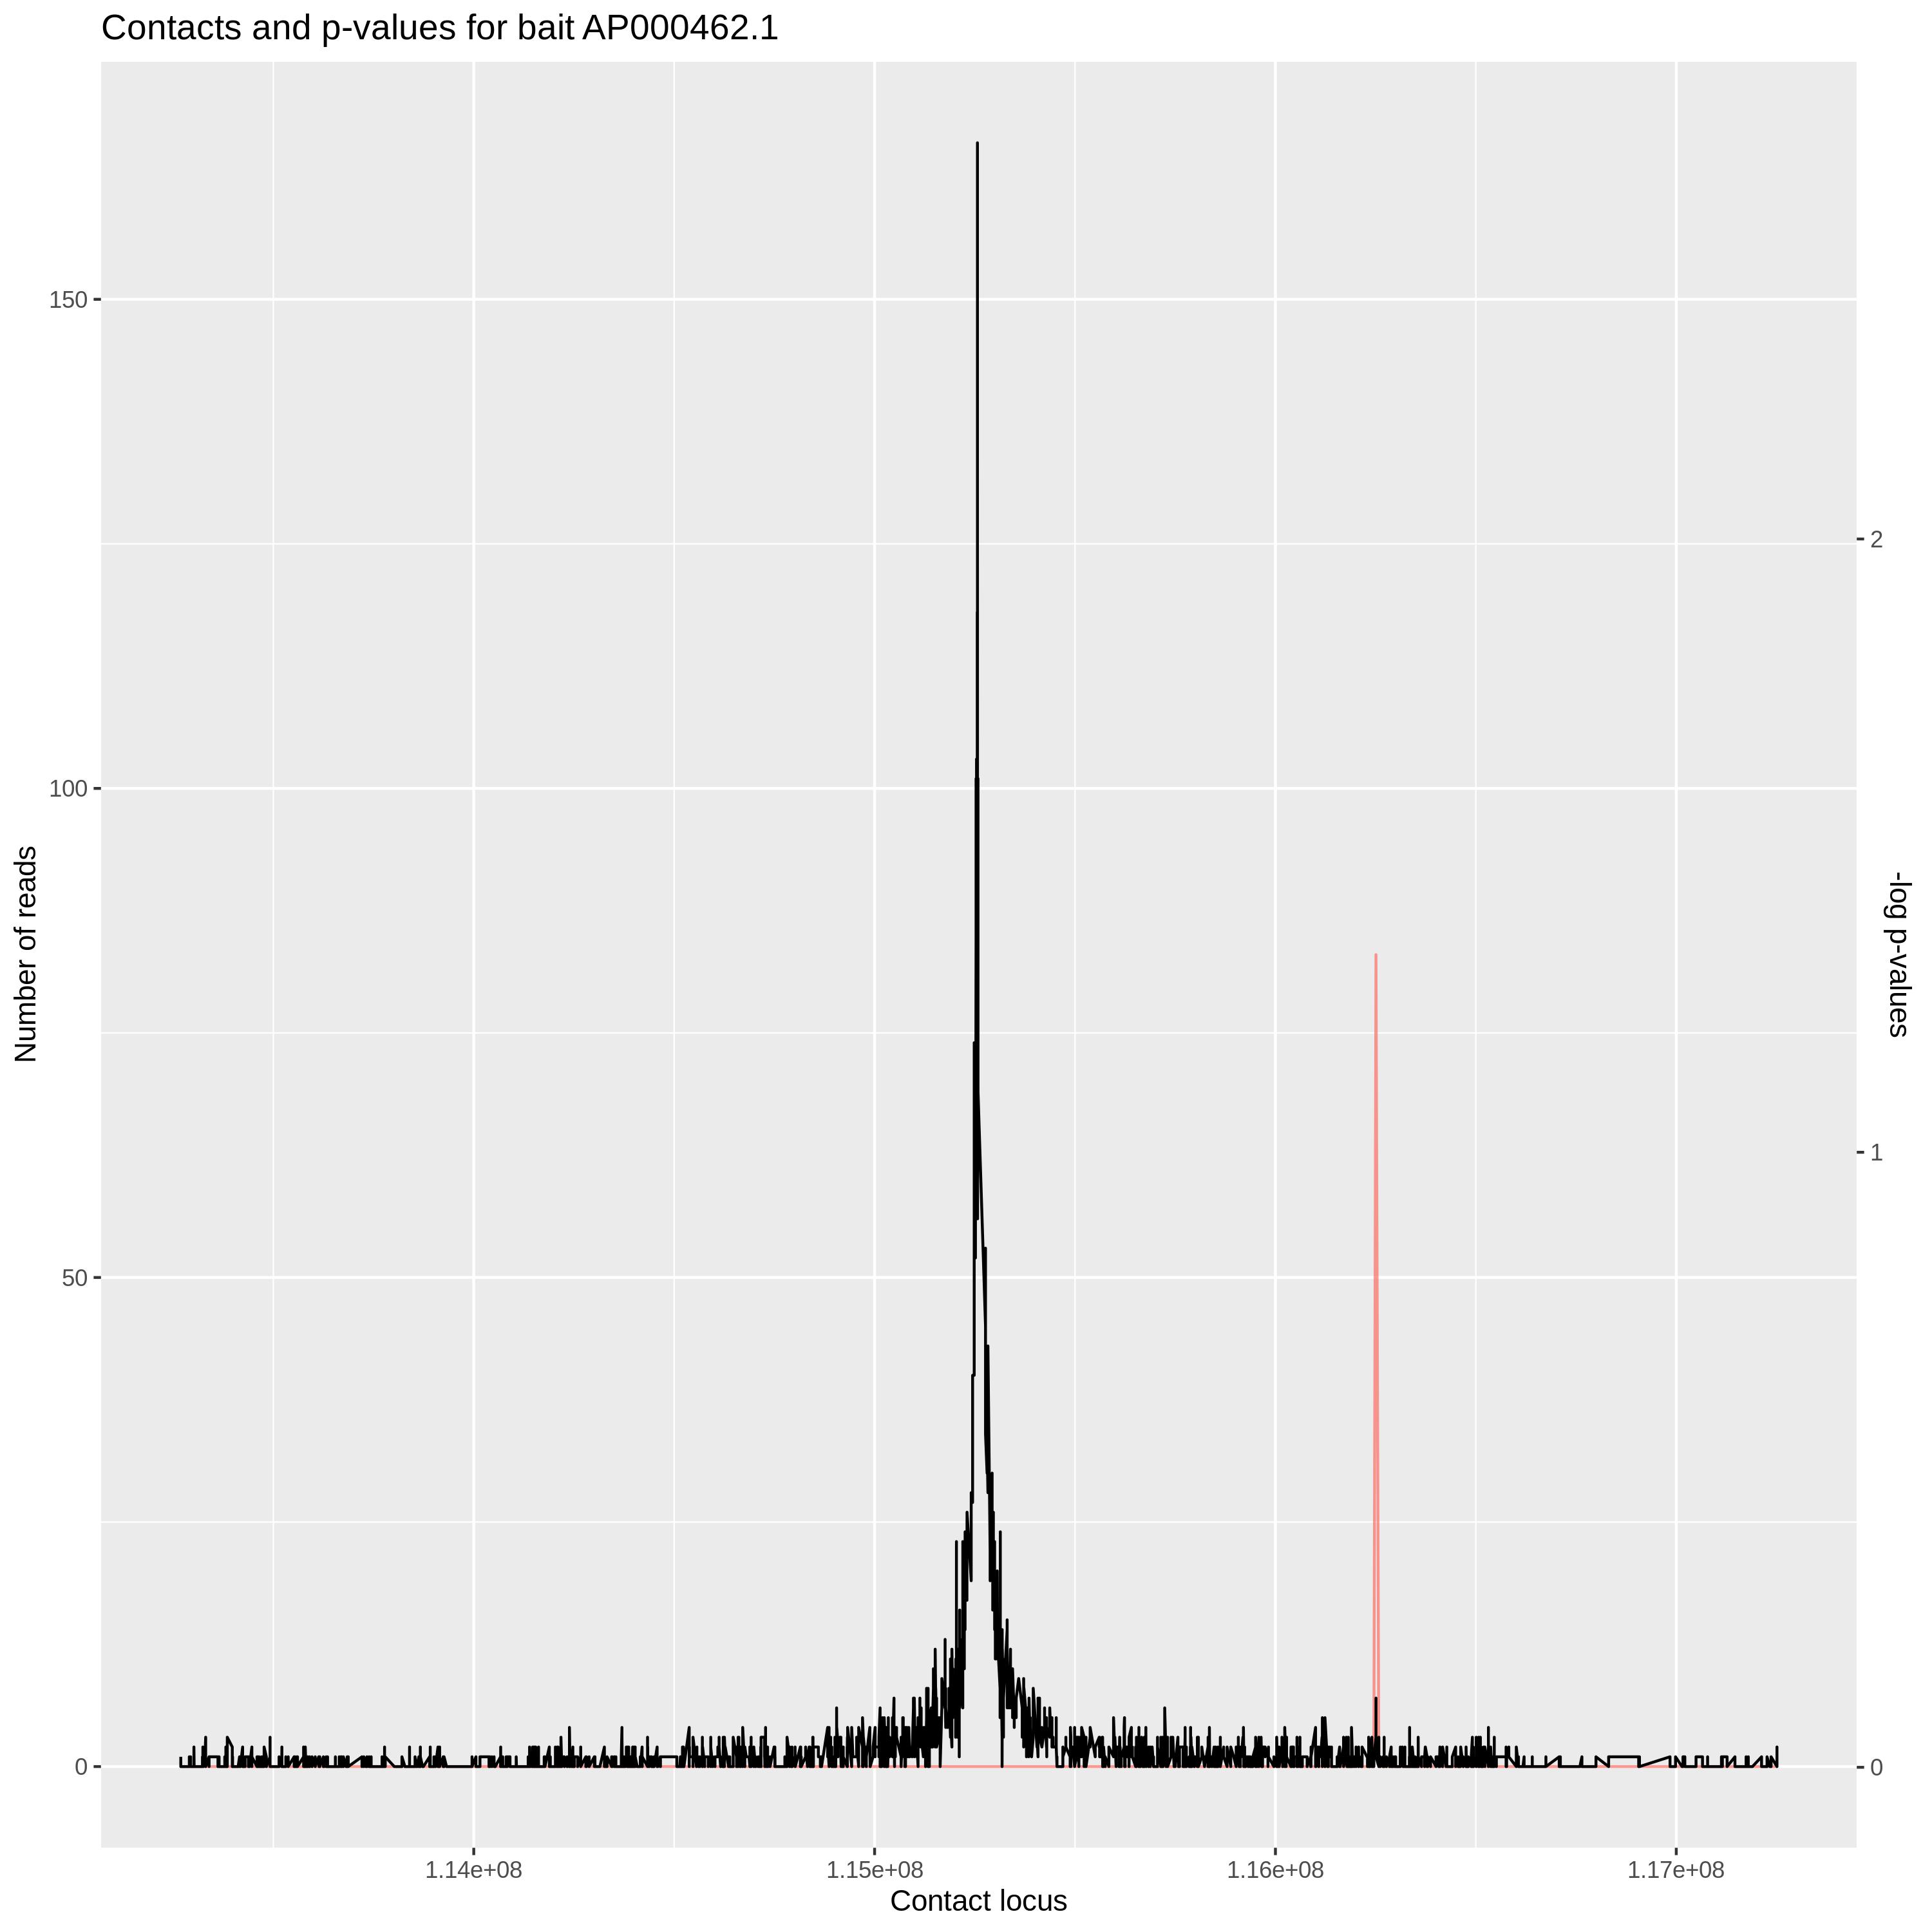 Contacts and p-values for bait AP000462.1
150
100
50
0
Number of reads
2
1
0
-log p-values
1.14e+08
1.15e+08
1.16e+08
1.17e+08
Contact locus